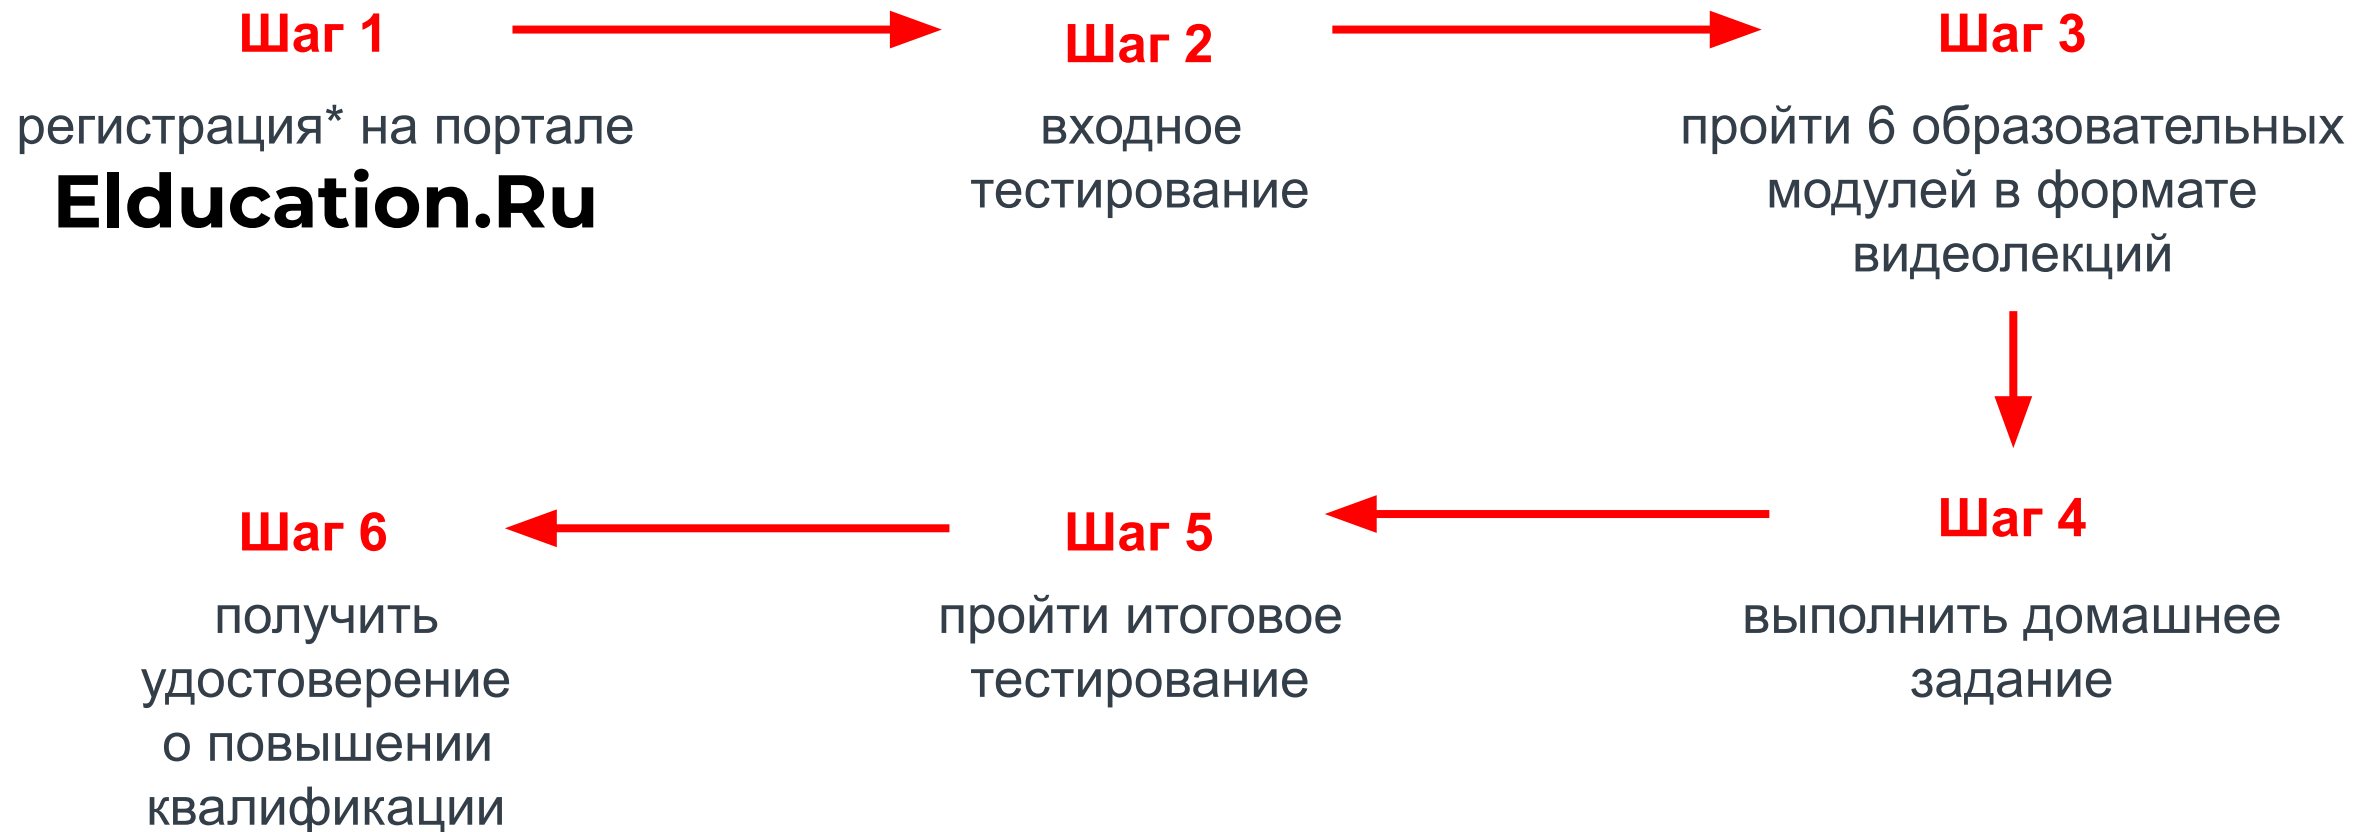 Шаг 1
регистрация* на портале
Elducation.Ru
Шаг 2
входное
тестирование
Шаг 3
пройти 6 образовательных
модулей в формате
видеолекций
Шаг 4
выполнить домашнее
задание
Шаг 5
пройти итоговое
тестирование
Шаг 6
получить
удостоверение
о повышении
квалификации